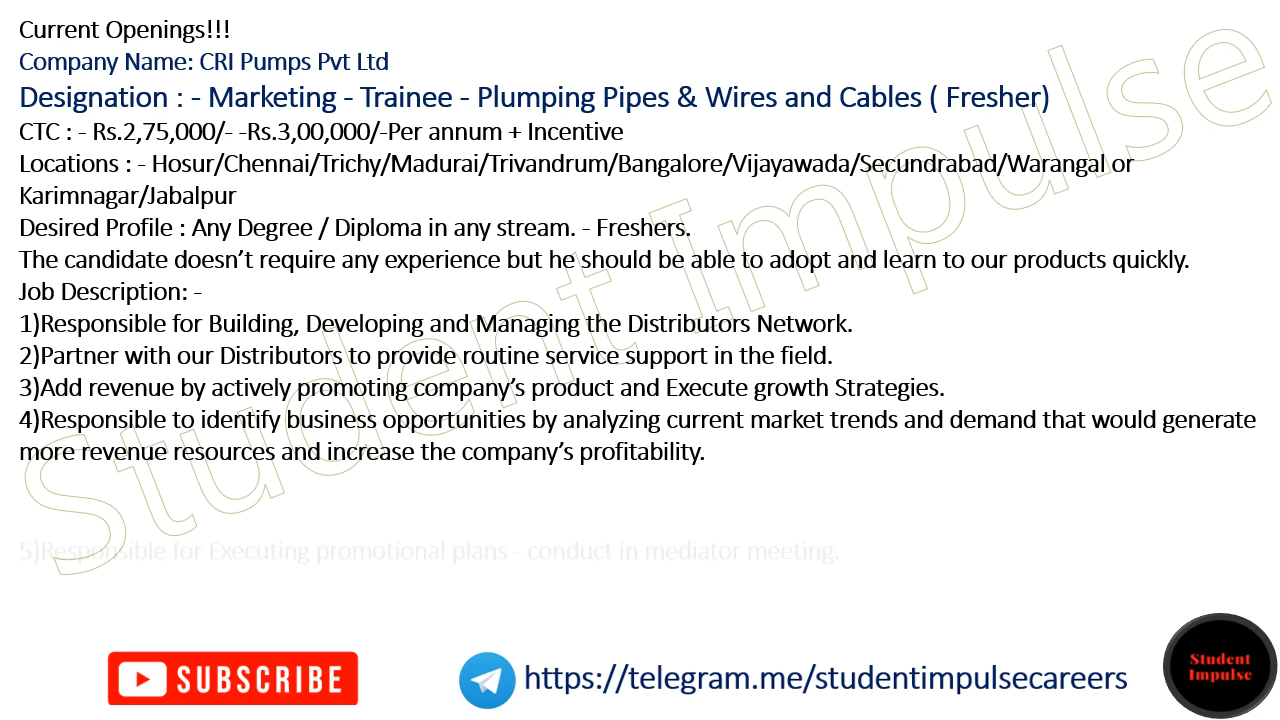 Current Openings!!!
Company Name: CRI Pumps Pvt Ltd
Designation : - Marketing - Trainee - Plumping Pipes & Wires and Cables ( Fresher)
CTC : - Rs.2,75,000/- -Rs.3,00,000/-Per annum + Incentive
Locations : - Hosur/Chennai/Trichy/Madurai/Trivandrum/Bangalore/Vijayawada/Secundrabad/Warangal or
Karimnagar/Jabalpur
Desired Profile : Any Degree / Diploma in any stream. - Freshers.
The candidate doesn’t require any experience but he should be able to adopt and learn to our products quickly.
Job Description: -
1)Responsible for Building, Developing and Managing the Distributors Network.
2)Partner with our Distributors to provide routine service support in the field.
3)Add revenue by actively promoting company’s product and Execute growth Strategies.
4)Responsible to identify business opportunities by analyzing current market trends and demand that would generate
more revenue resources and increase the company’s profitability.
5)Responsible for Executing promotional plans - conduct in mediator meeting.
Student Impulse
SUBSCRIBE
https://telegram.me/studentimpulsecareers
Student
Impulse